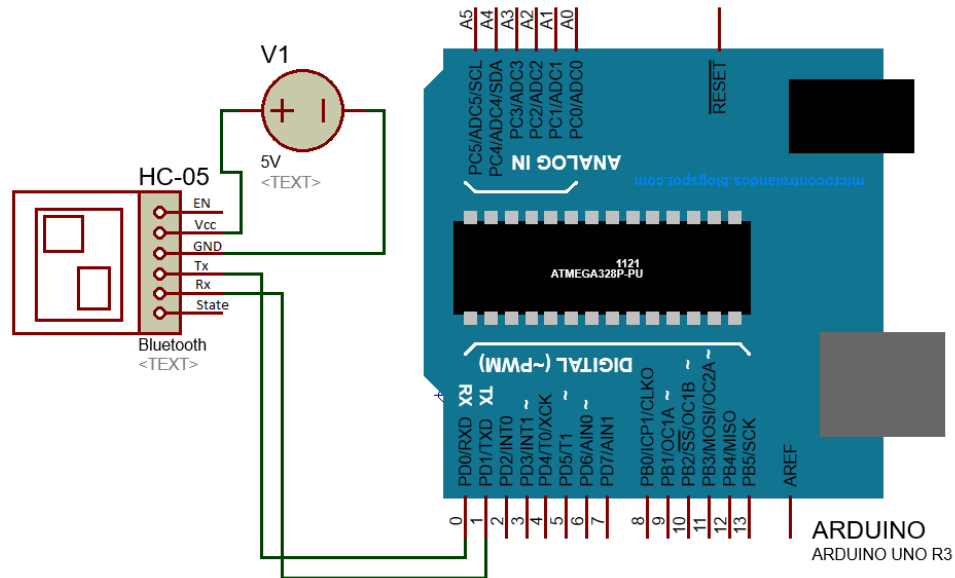 V1
+ −
5V
<TEXT>
HC-05
EN
Vcc
GND
Tx
Rx
State
Bluetooth
<TEXT>
A5
A4
A3
A2
A1
A0
PC5/ADC5/SCL
PC4/ADC4/SDA
PC3/ADC3
PC2/ADC2
PC1/ADC1
PC0/ADC0
RESET
ANALOG IN
microcontrolandos.blogspot.com
1121
ATMEGA328P-PU
DIGITAL (~PWM)
RX
TX
~
~
~
~
~
~
PD0/RXD
PD1/TXD
PD2/INT0
PD3/INT1
PD4/T0/XCK
PD5/T1
PD6/AIN0
PD7/AIN1
PB0/ICP1/CLKO
PB1/OC1A
PB2/SS/OC1B
PB3/MOSI/OC2A
PB4/MISO
PB5/SCK
AREF
0
1
2
3
4
5
6
7
8
9
10
11
12
13
ARDUINO
ARDUINO UNO R3